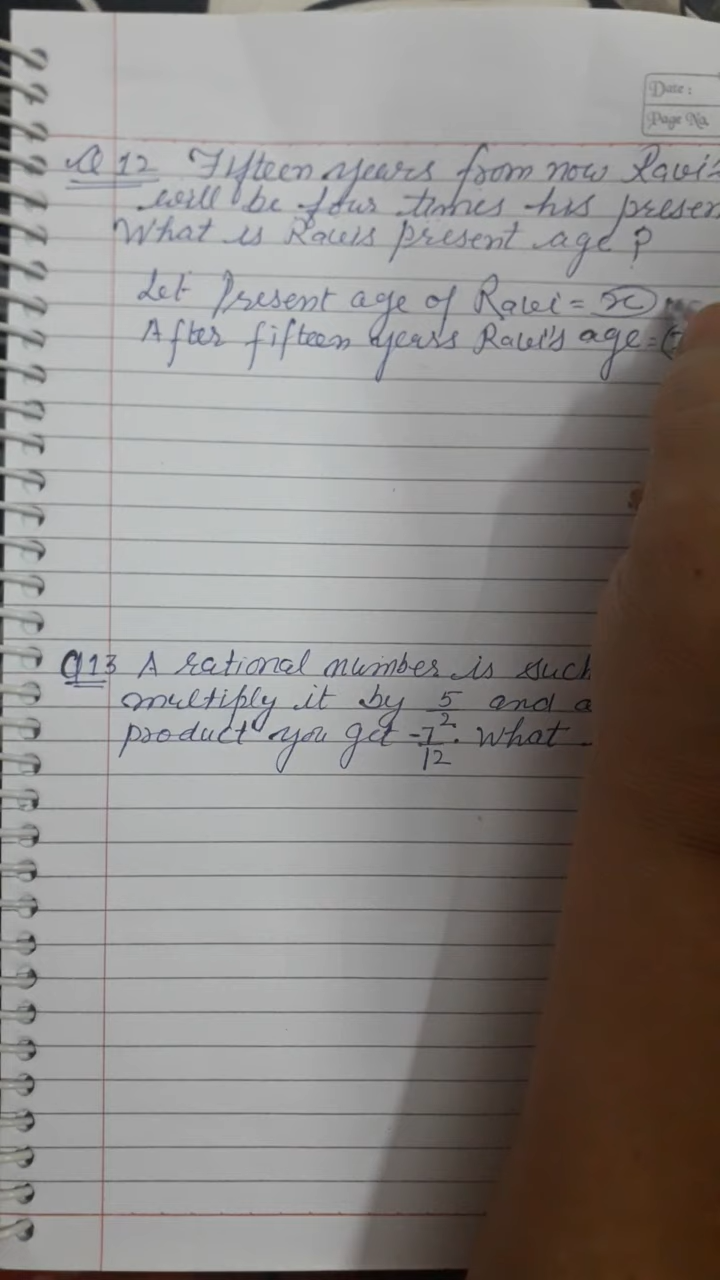 Date:
Page No.
Q 12 Fifteen years from now Ravi's
will be four times his presen
What is Ravis present age?
Let Present age of Ravi = x
After fifteen years Ravi's age = (
Q13 A rational number is such
multiply it by 5/2 and a
product you get -7/12. What